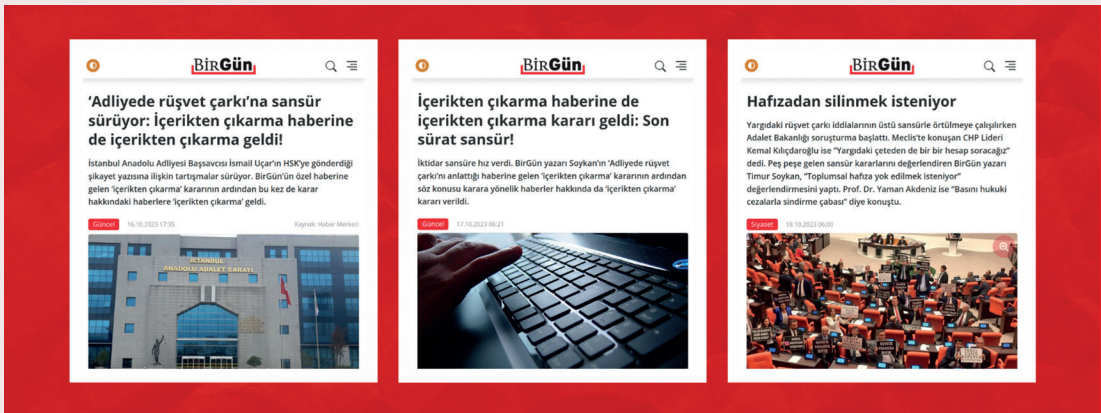 BİRGün
'Adliyede rüşvet çarkı'na sansür
sürüyor: İçerikten çıkarma haberine
de içerikten çıkarma geldi!
İstanbul Anadolu Adliyesi Başsavcısı İsmail Uçar'ın HSK'ye gönderdiği
şikayet yazısına ilişkin tartışmalar sürüyor. BirGün'ün özel haberine
gelen 'içerikten çıkarma' kararının ardından bu kez de karar
hakkındaki haberlere 'içerikten çıkarma' geldi.
Güncel 16.10.2023 17:35 Kaynak: Haber Merkezi
İSTANBUL
ANADOLU ADALET SARAYI
BİRGün
İçerikten çıkarma haberine de
içerikten çıkarma kararı geldi: Son
sürat sansür!
İktidar sansüre hız verdi. BirGün yazarı Soykan'ın 'Adliyede rüşvet
çarkı'nı anlattığı haberine gelen 'içerikten çıkarma' kararının ardından
söz konusu karara yönelik haberler hakkında da 'içerikten çıkarma'
kararı verildi.
Güncel 17.10.2023 06:21
BİRGün
Hafızadan silinmek isteniyor
Yargıdaki rüşvet çarkı iddialarının üstü sansürle örtülmeye çalışılırken
Adalet Bakanlığı soruşturma başlattı. Meclis'te konuşan CHP Lideri
Kemal Kılıçdaroğlu ise "Yargıdaki çeteden de bir bir hesap soracağız"
dedi. Peş peşe gelen sansür kararlarını değerlendiren BirGün yazarı
Timur Soykan, "Toplumsal hafıza yok edilmek isteniyor"
değerlendirmesini yaptı. Prof. Dr. Yaman Akdeniz ise "Basını hukuki
cezalarla sindirme çabası" diye konuştu.
Siyaset 18.10.2023 06:00